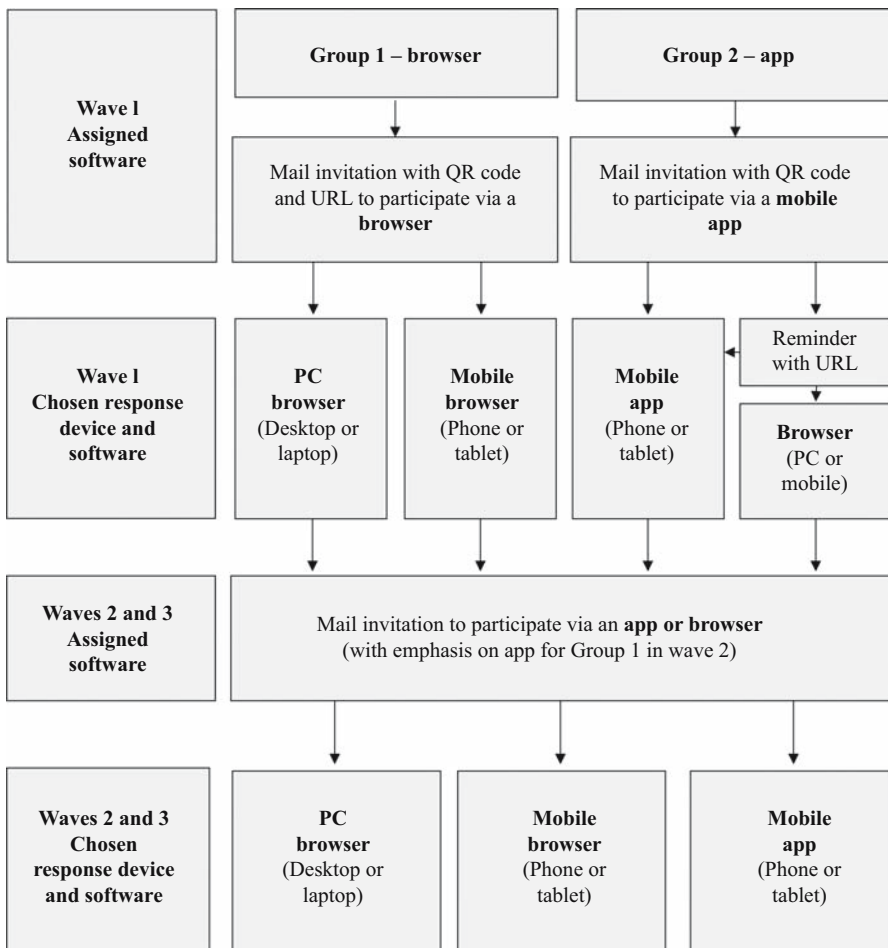 Wave l
Assigned
software
Group 1 – browser
Group 2 – app
Mail invitation with QR code
and URL to participate via a
browser
Mail invitation with QR code
to participate via a mobile
app
Wave l
Chosen response
device and
software
PC
browser
(Desktop or
laptop)
Mobile
browser
(Phone or
tablet)
Mobile
app
(Phone or
tablet)
Reminder
with URL
Browser
(PC or
mobile)
Waves 2 and 3
Assigned
software
Mail invitation to participate via an app or browser
(with emphasis on app for Group 1 in wave 2)
Waves 2 and 3
Chosen
response device
and software
PC
browser
(Desktop or
laptop)
Mobile
browser
(Phone or
tablet)
Mobile
app
(Phone or
tablet)